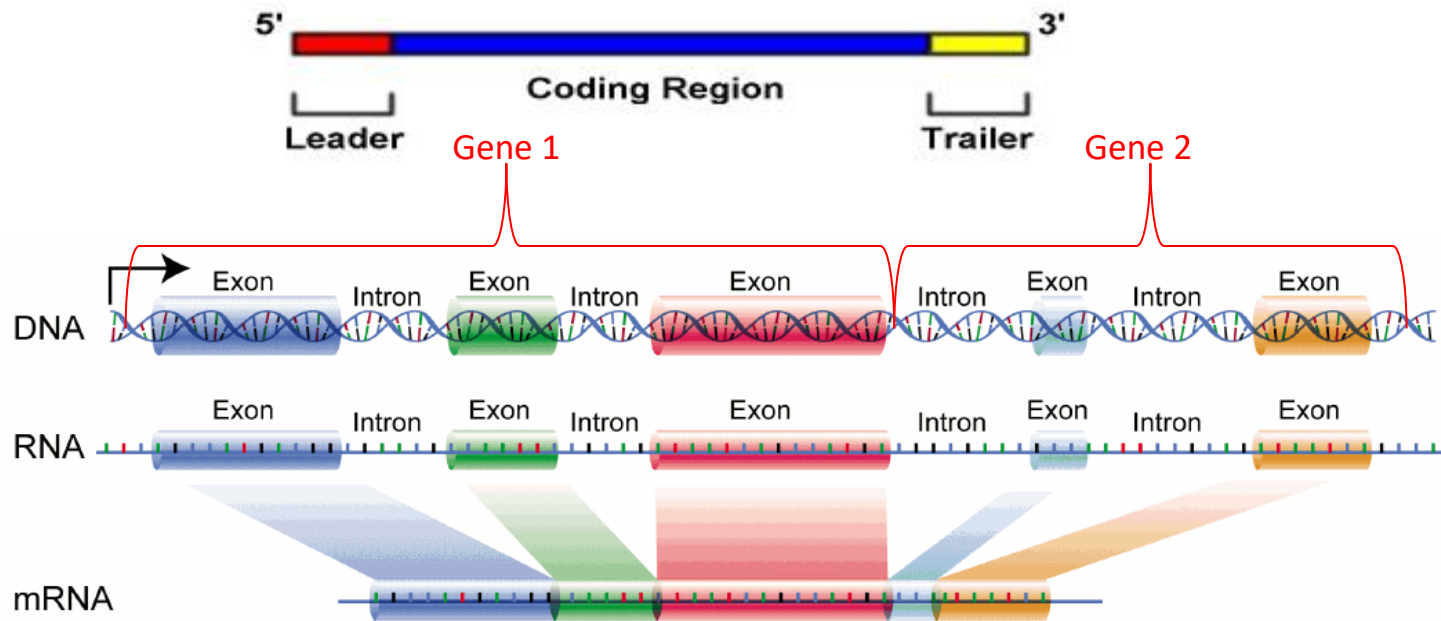 5' 3'
Coding Region
Leader Trailer
Gene 1 Gene 2
Exon Intron Exon Intron Exon Intron Exon Intron Exon
DNA
Exon Intron Exon Intron Exon Intron Exon Intron Exon
RNA
mRNA